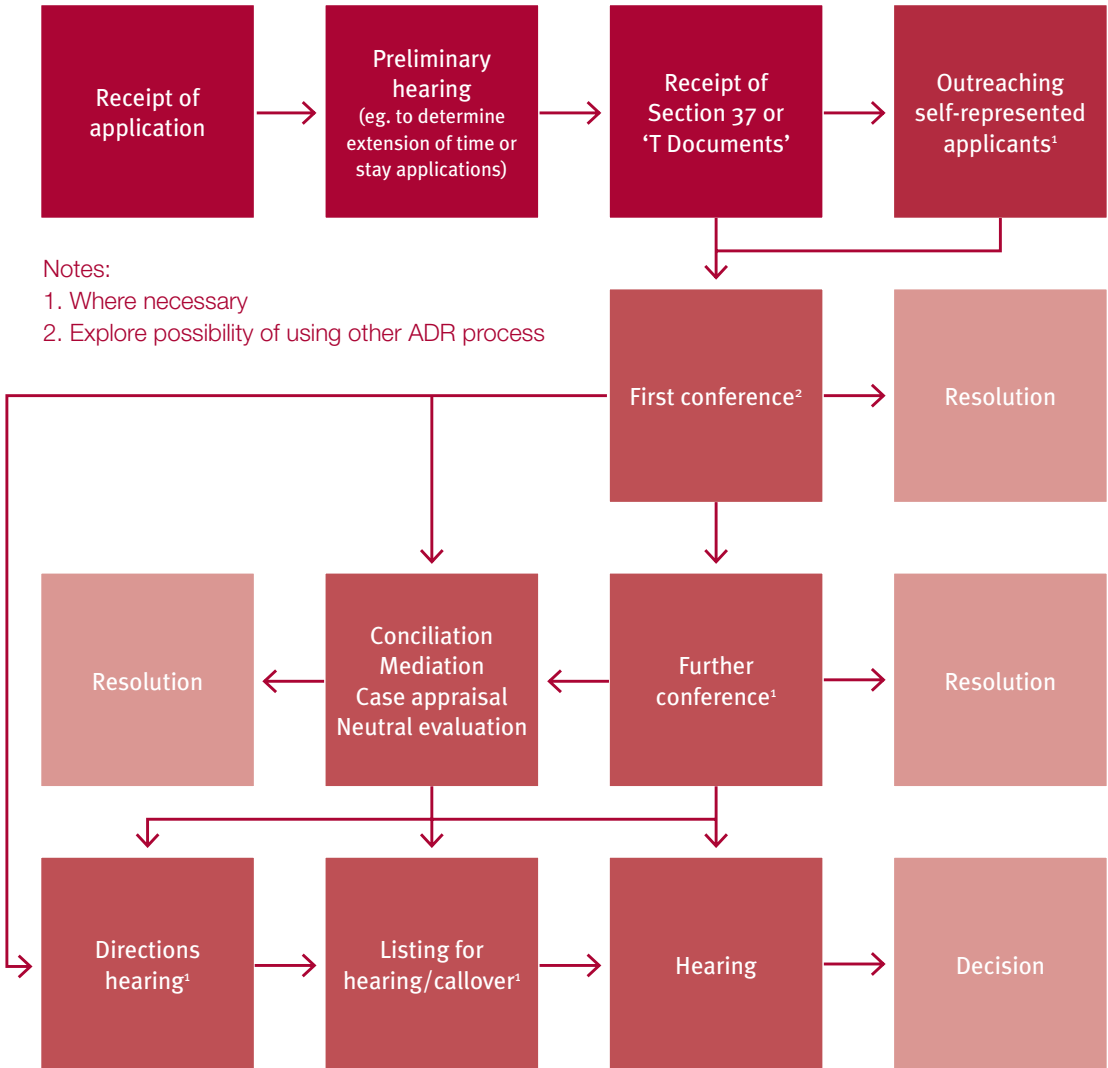 Receipt of
application
Preliminary
hearing
(eg. to determine
extension of time or
stay applications)
Receipt of
Section 37 or
‘T Documents’
Outreaching
self-represented
applicants¹
Notes:
1. Where necessary
2. Explore possibility of using other ADR process
First conference²
Resolution
Resolution
Conciliation
Mediation
Case appraisal
Neutral evaluation
Further
conference¹
Resolution
Directions
hearing¹
Listing for
hearing/callover¹
Hearing
Decision